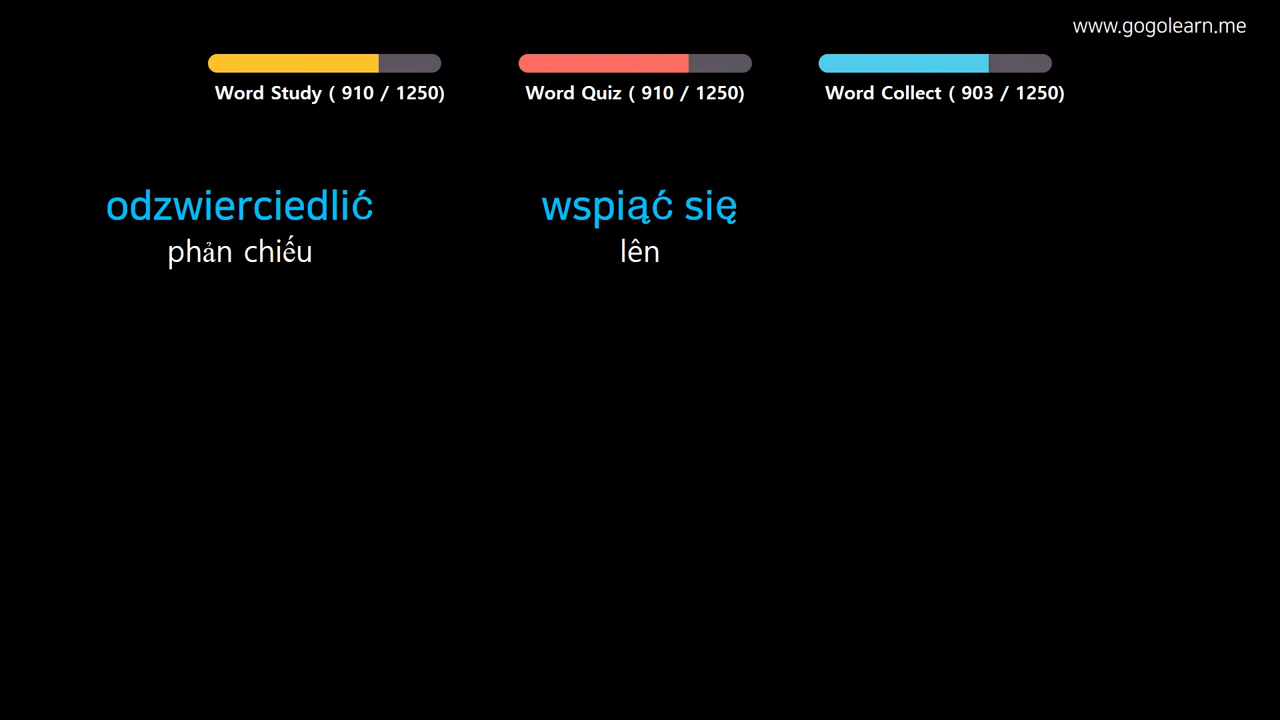 www.gogolearn.me
Word Study ( 910 / 1250)
Word Quiz ( 910 / 1250)
Word Collect ( 903 / 1250)
odzwierciedlić
phản chiếu
wspiąć się
lên